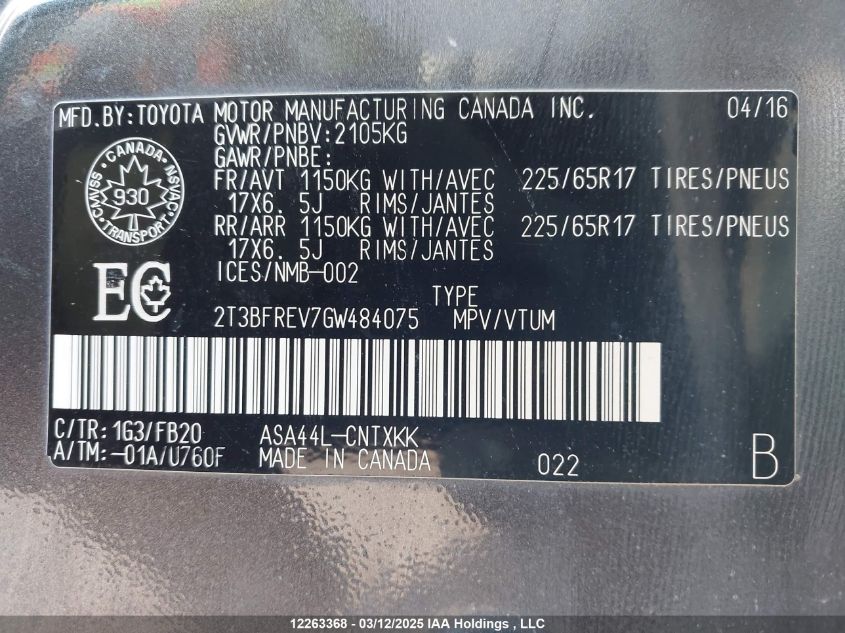 MFD.BY:TOYOTA MOTOR MANUFACTURING CANADA INC. 04/16
GVWR/PNBV:2105KG
GAWR/PNBE:
FR/AVT 1150KG WITH/AVEC 225/65R17 TIRES/PNEUS
17X6. 5J RIMS/JANTES
RR/ARR 1150KG WITH/AVEC 225/65R17 TIRES/PNEUS
17X6. 5J RIMS/JANTES
ICES/NMB-002
CANADA
CMVSS 930 NSVAC
TRANSPORT
EC
TYPE
2T3BFREV7GW484075 MPV/VTUM
C/TR:1G3/FB20 ASA44L-CNTXKK
A/TM:-01A/U760F MADE IN CANADA 022 B
12263368 - 03/12/2025 IAA Holdings , LLC